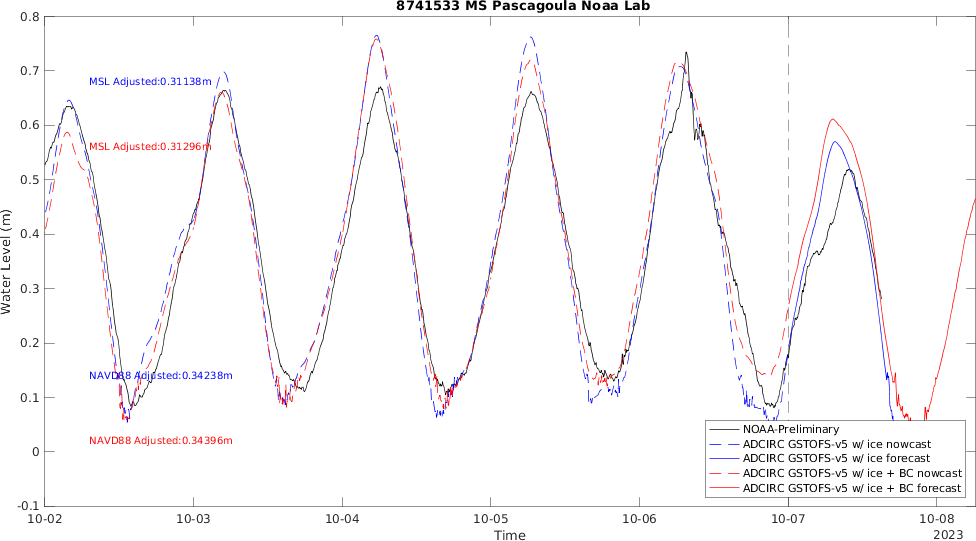 8741533 MS Pascagoula Noaa Lab
0.8
0.7
0.6
0.5
0.4
0.3
0.2
0.1
0
-0.1
Water Level (m)
MSL Adjusted:0.31138m
MSL Adjusted:0.31296m
NAVD88 Adjusted:0.34238m
NAVD88 Adjusted:0.34396m
NOAA-Preliminary
ADCIRC GSTOFS-v5 w/ ice nowcast
ADCIRC GSTOFS-v5 w/ ice forecast
ADCIRC GSTOFS-v5 w/ ice + BC nowcast
ADCIRC GSTOFS-v5 w/ ice + BC forecast
10-02 10-03 10-04 10-05 10-06 10-07 10-08
Time
2023